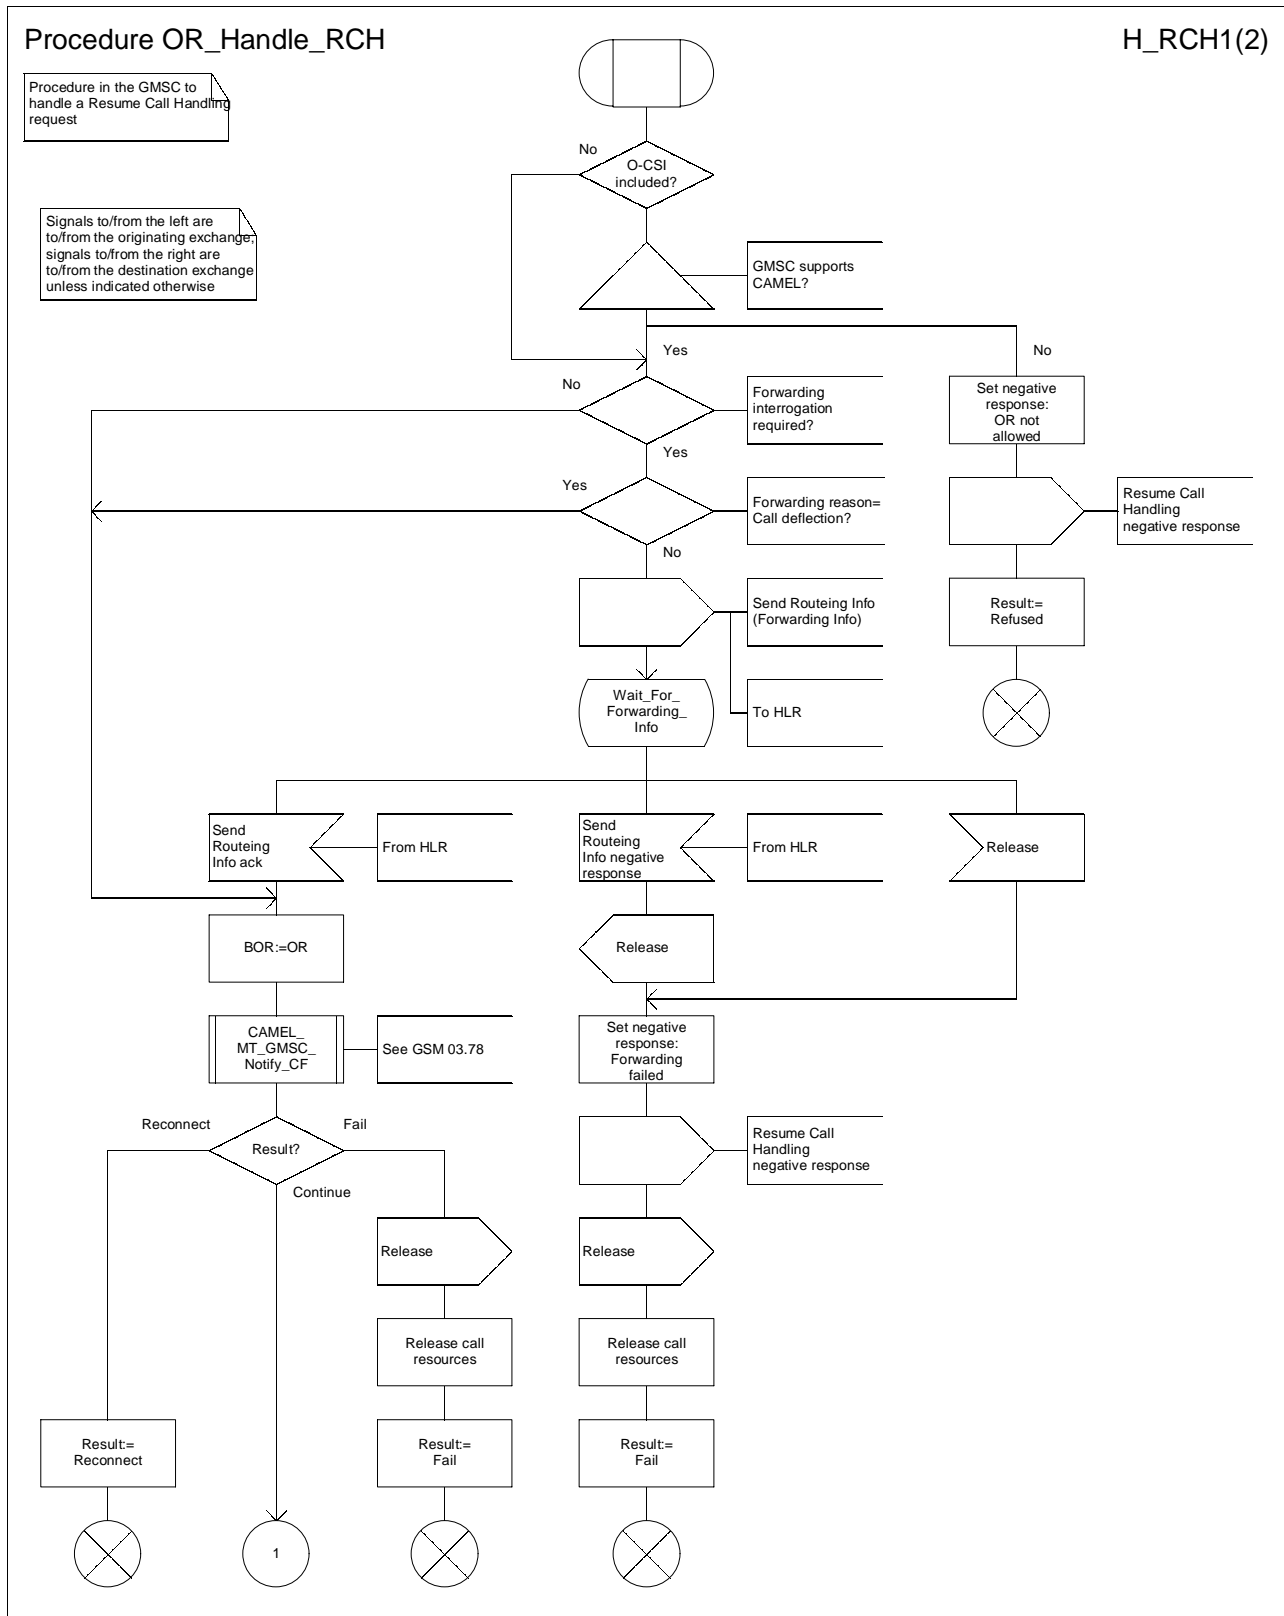 Procedure OR_Handle_RCH
H_RCH1(2)
Procedure in the GMSC to
handle a Resume Call Handling
request
Signals to/from the left are
to/from the originating exchange;
signals to/from the right are
to/from the destination exchange
unless indicated otherwise
No
O-CSI
included?
GMSC supports
CAMEL?
Yes
No
No
Forwarding
interrogation
required?
Set negative
response:
OR not
allowed
Yes
Yes
Forwarding reason=
Call deflection?
Resume Call
Handling
negative response
No
Send Routeing Info
(Forwarding Info)
Result:=
Refused
Wait_For_
Forwarding_
Info
To HLR
Send
Routeing
Info ack
From HLR
Send
Routeing
Info negative
response
From HLR
Release
BOR:=OR
Release
CAMEL_
MT_GMSC_
Notify_CF
See GSM 03.78
Set negative
response:
Forwarding
failed
Reconnect
Fail
Result?
Continue
Resume Call
Handling
negative response
Release
Release
Release call
resources
Release call
resources
Result:=
Reconnect
Result:=
Fail
Result:=
Fail
1